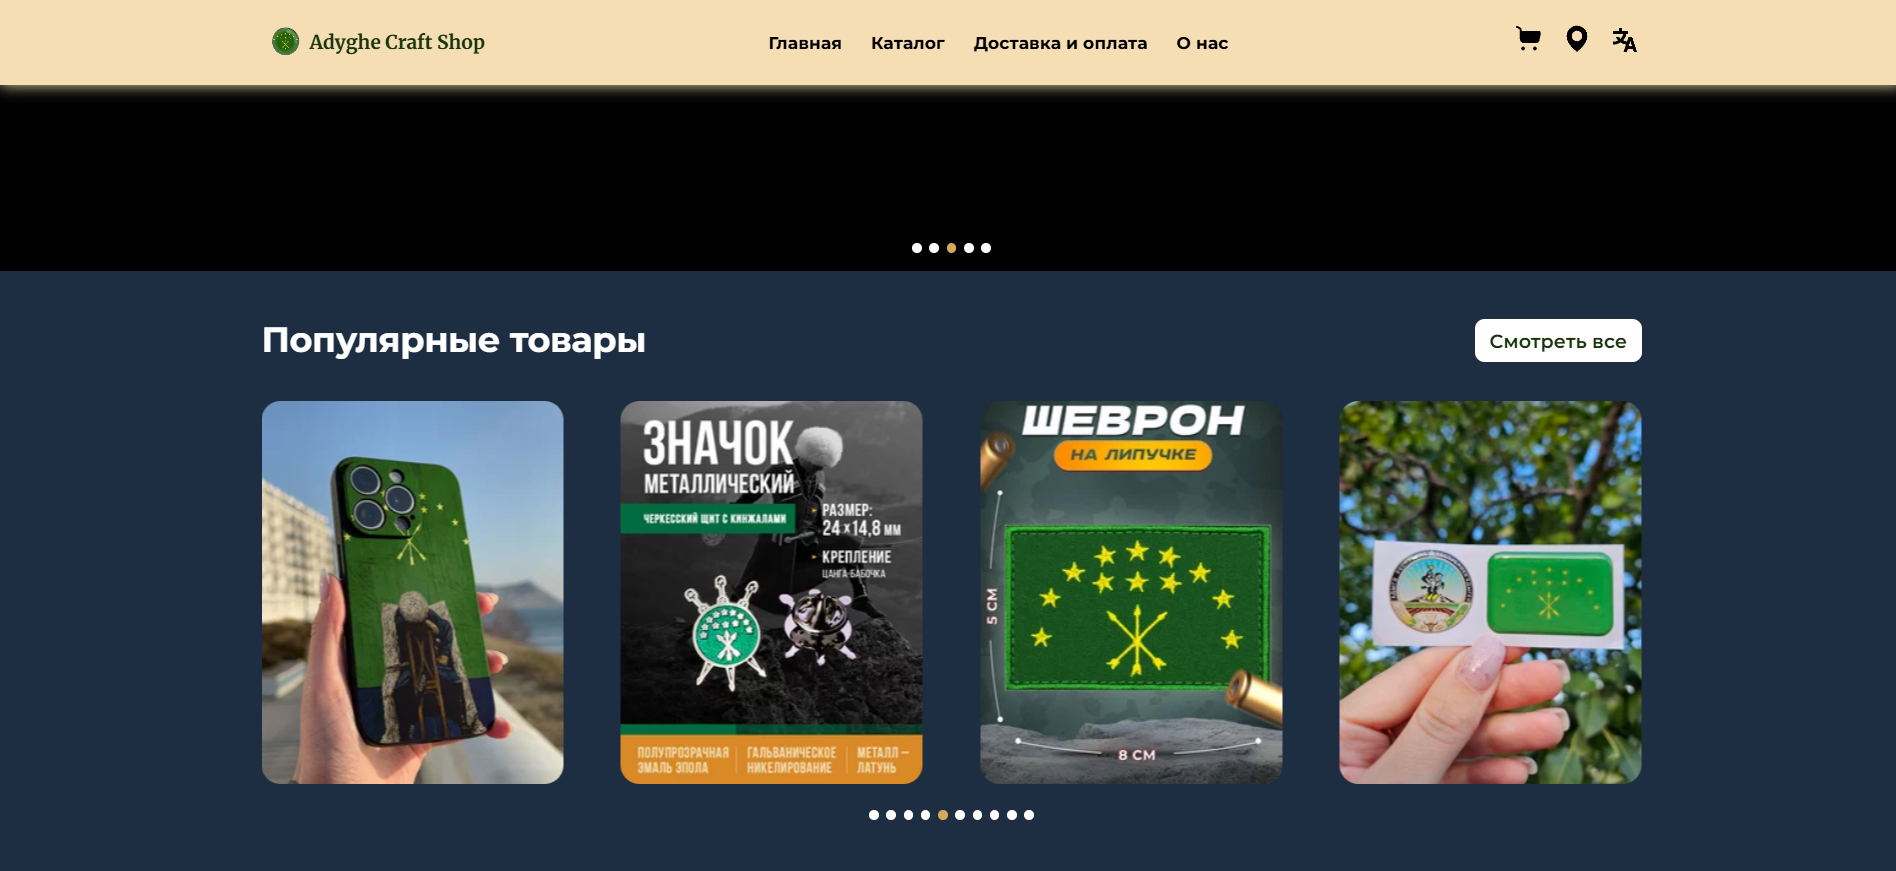 Adyghe Craft Shop
Главная
Каталог
Доставка и оплата
О нас
Популярные товары
Смотреть все
ЗНАЧОК
МЕТАЛЛИЧЕСКИЙ
ЧЕРКЕССКИЙ ЩИТ С КИНЖАЛАМИ
РАЗМЕР:
24×14,8 мм
КРЕПЛЕНИЕ
ЦАНГА-БАБОЧКА
ПОЛУПРОЗРАЧНАЯ
ЭМАЛЬ ЭПОЛА
ГАЛЬВАНИЧЕСКОЕ
НИКЕЛИРОВАНИЕ
МЕТАЛЛ –
ЛАТУНЬ
ШЕВРОН
НА ЛИПУЧКЕ
5 СМ
8 СМ